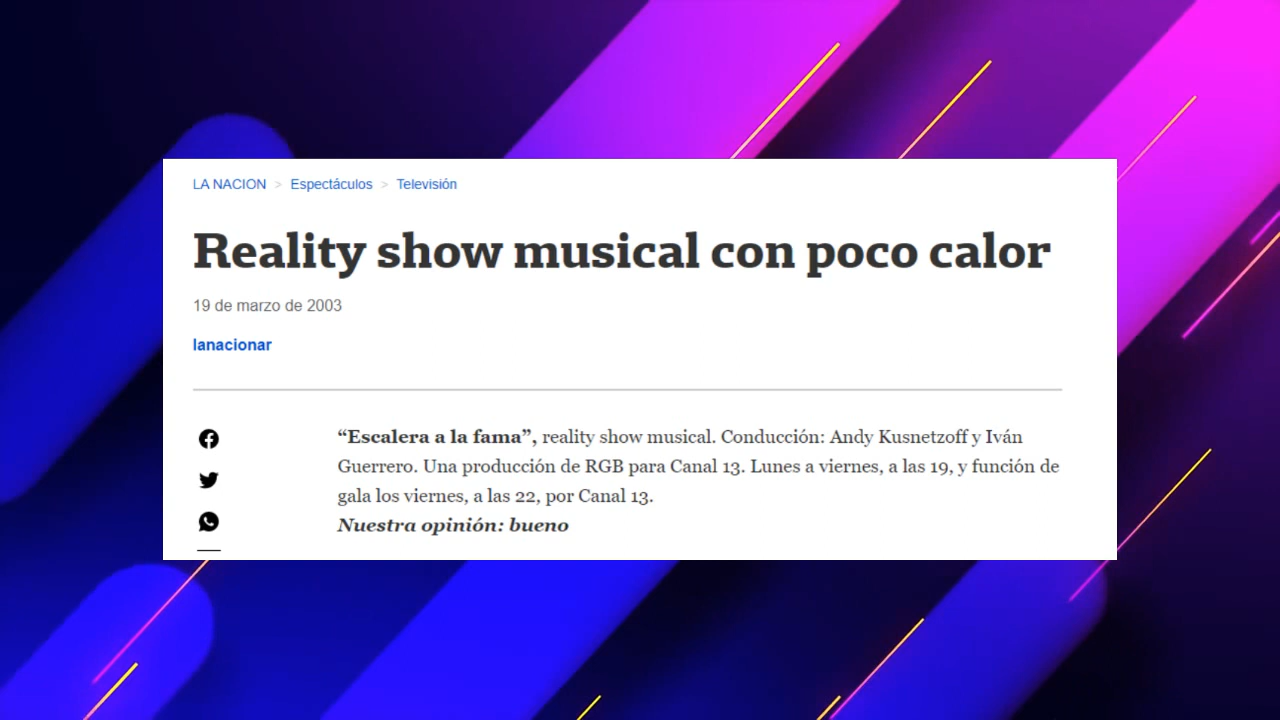 LA NACION > Espectáculos > Televisión
Reality show musical con poco calor
19 de marzo de 2003
lanacionar
“Escalera a la fama”, reality show musical. Conducción: Andy Kusnetzoff y Iván
Guerrero. Una producción de RGB para Canal 13. Lunes a viernes, a las 19, y función de
gala los viernes, a las 22, por Canal 13.
Nuestra opinión: bueno